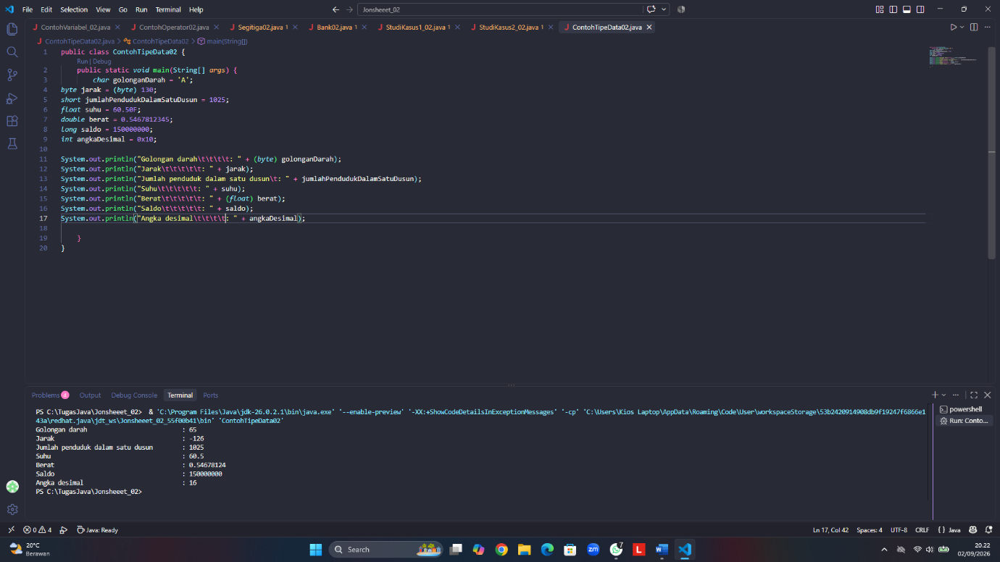 File Edit Selection View Go Run Terminal Help
Jonsheeet_02
ContohVariabel_02.java
ContohOperator02.java
Segitiga02.java 1
Bank02.java 1
StudiKasus1_02.java 1
StudiKasus2_02.java 1
ContohTipeData02.java
ContohTipeData02.java > ContohTipeData02 > main(String[])
1 public class ContohTipeData02 {
Run | Debug
2 public static void main(String[] args) {
3 char golonganDarah = 'A';
4 byte jarak = (byte) 130;
5 short jumlahPendudukDalamSatuDusun = 1025;
6 float suhu = 60.50F;
7 double berat = 0.5467812345;
8 long saldo = 150000000;
9 int angkaDesimal = 0x10;
10
11 System.out.println("Golongan darah\t\t\t\t: " + (byte) golonganDarah);
12 System.out.println("Jarak\t\t\t\t\t: " + jarak);
13 System.out.println("Jumlah penduduk dalam satu dusun\t: " + jumlahPendudukDalamSatuDusun);
14 System.out.println("Suhu\t\t\t\t\t: " + suhu);
15 System.out.println("Berat\t\t\t\t\t: " + (float) berat);
16 System.out.println("Saldo\t\t\t\t\t: " + saldo);
17 System.out.println("Angka desimal\t\t\t\t: " + angkaDesimal);
18
19 }
20 }
Problems 4 Output Debug Console Terminal Ports
PS C:\TugasJava\Jonsheeet_02> & 'C:\Program Files\Java\jdk-26.0.2.1\bin\java.exe' '--enable-preview' '-XX:+ShowCodeDetailsInExceptionMessages' '-cp' 'C:\Users\Kios Laptop\AppData\Roaming\Code\User\workspaceStorage\53b2420914908db9f19247f6866e1
43a\redhat.java\jdt_ws\Jonsheeet_02_55f00b41\bin' 'ContohTipeData02'
Golongan darah : 65
Jarak : -126
Jumlah penduduk dalam satu dusun : 1025
Suhu : 60.5
Berat : 0.54678124
Saldo : 150000000
Angka desimal : 16
PS C:\TugasJava\Jonsheeet_02>
powershell
Run: Conto...
0 4 Java: Ready
Ln 17, Col 42 Spaces: 4 UTF-8 CRLF { } Java
20°C
Berawan
Search
zm
7
L
20.22
02/09/2026